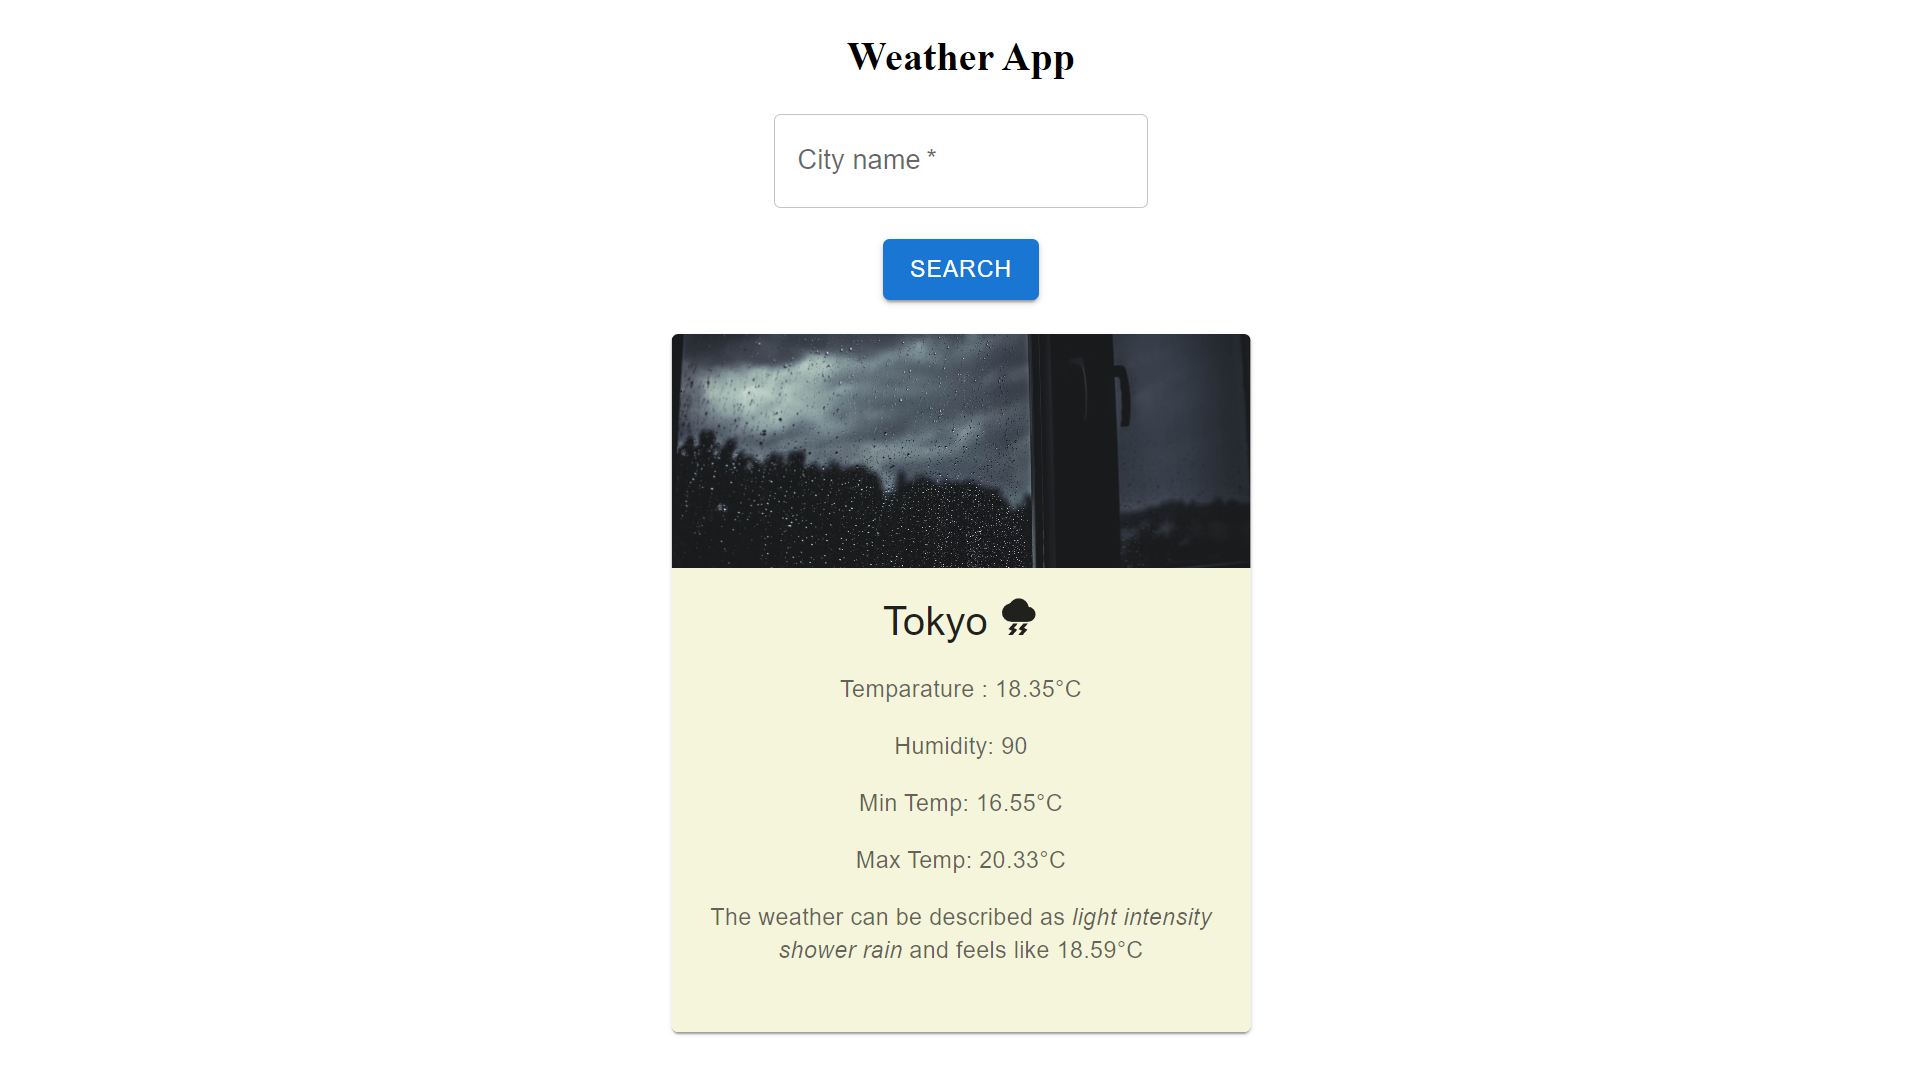 Weather App
City name *
SEARCH
Tokyo
Temparature : 18.35°C
Humidity: 90
Min Temp: 16.55°C
Max Temp: 20.33°C
The weather can be described as light intensity
shower rain and feels like 18.59°C